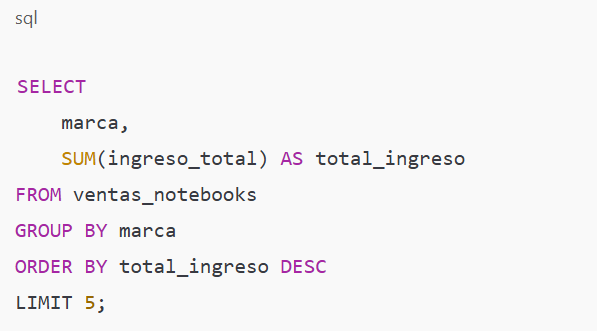 sql
SELECT
marca,
SUM(ingreso_total) AS total_ingreso
FROM ventas_notebooks
GROUP BY marca
ORDER BY total_ingreso DESC
LIMIT 5;